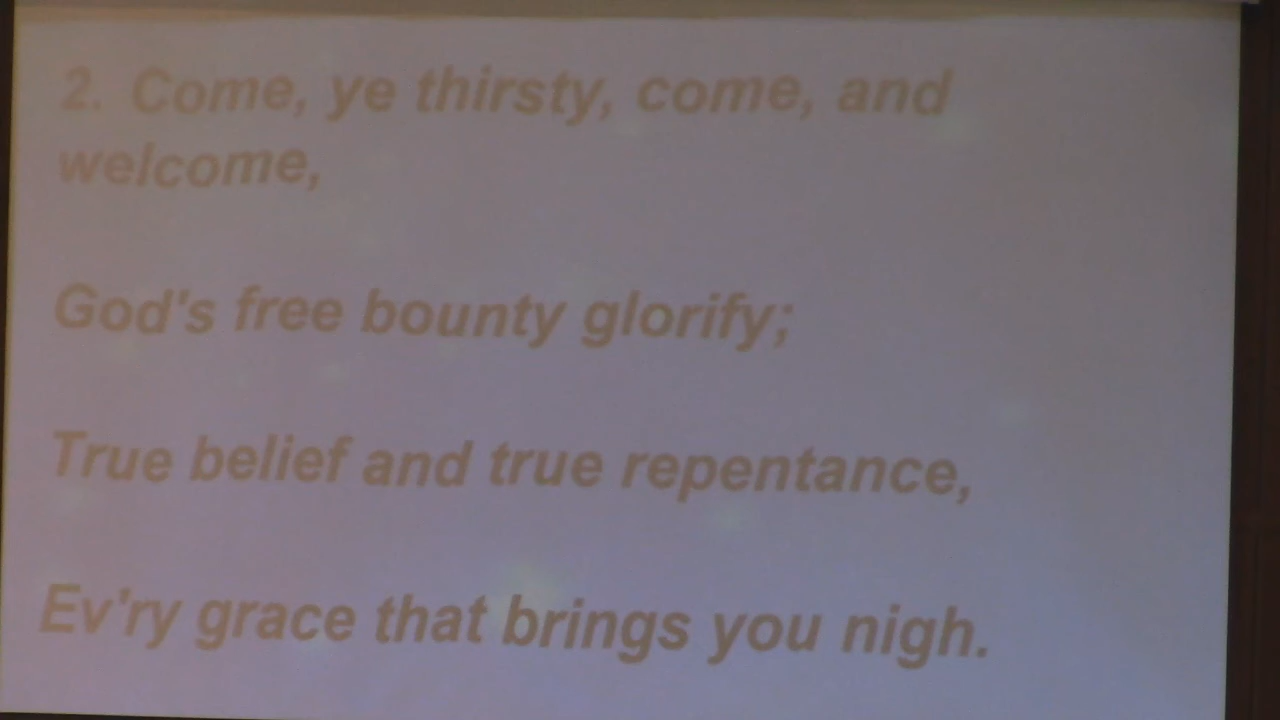 2. Come, ye thirsty, come, and
welcome,
God's free bounty glorify;
True belief and true repentance,
Ev'ry grace that brings you nigh.